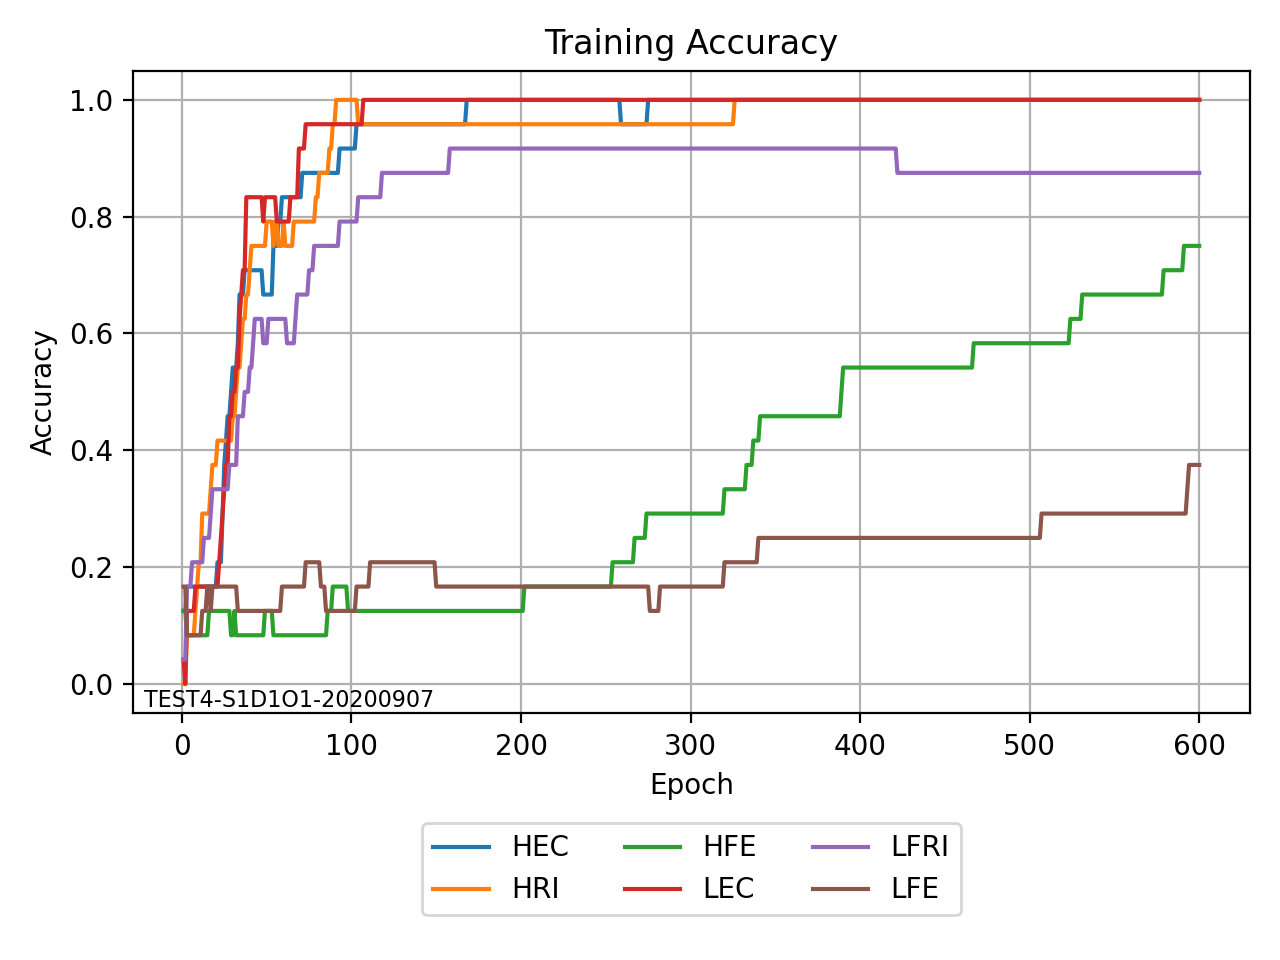 Training Accuracy
1.0
0.8
0.6
0.4
0.2
0.0
Accuracy
TEST4-S1D1O1-20200907
0 100 200 300 400 500 600
Epoch
HEC HFE LFRI
HRI LEC LFE